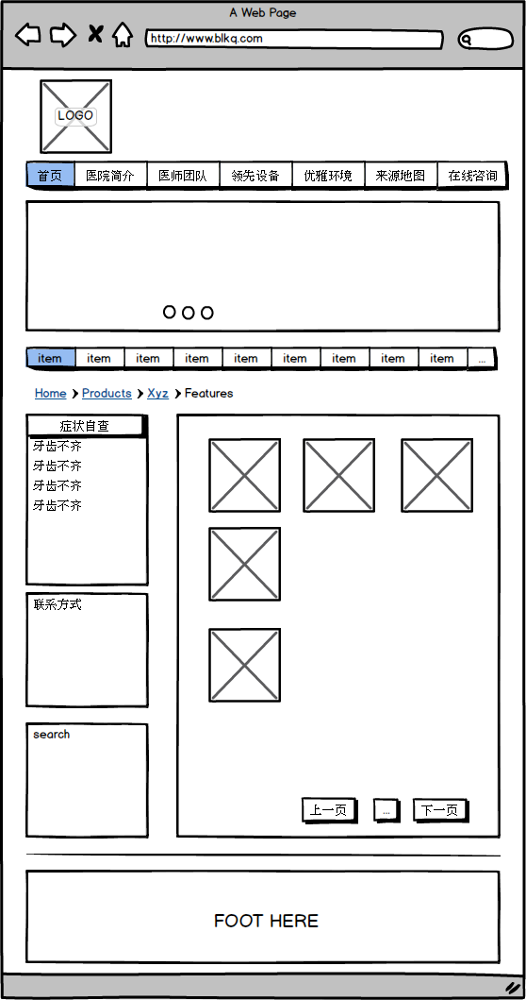 A Web Page
http://www.blkq.com
LOGO
首页 医院简介 医师团队 领先设备 优雅环境 来源地图 在线咨询
item item item item item item item item item ...
Home Products Xyz Features
症状自查
牙齿不齐
牙齿不齐
牙齿不齐
牙齿不齐
联系方式
search
上一页 ... 下一页
FOOT HERE